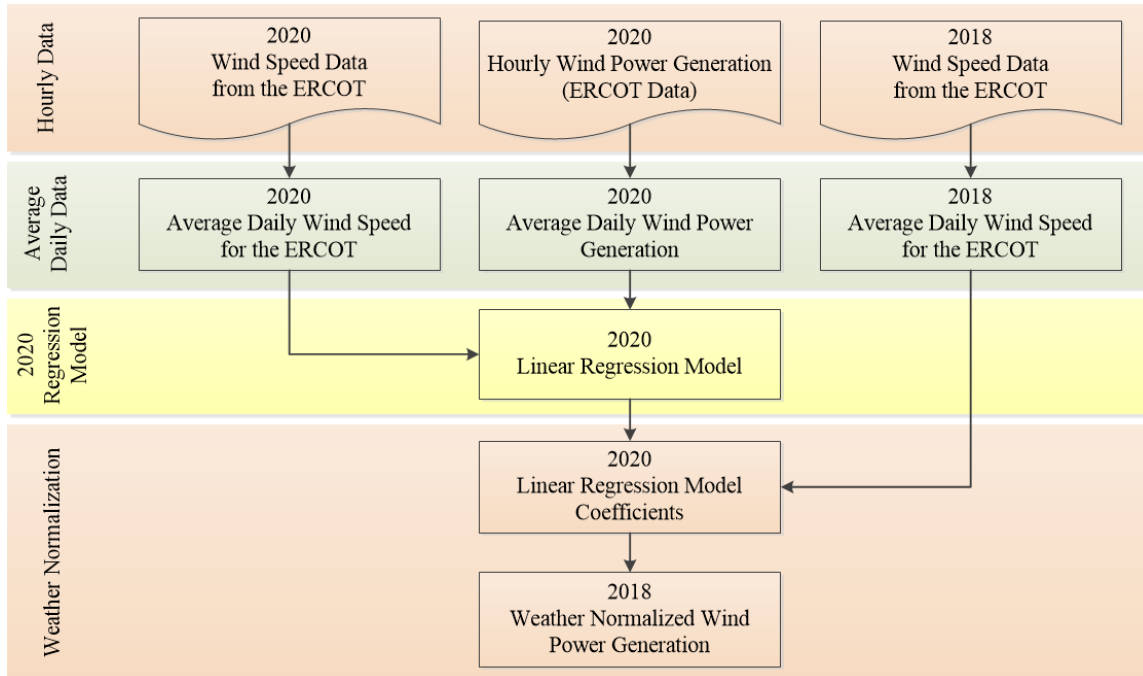 Hourly Data
2020
Wind Speed Data
from the ERCOT
2020
Hourly Wind Power Generation
(ERCOT Data)
2018
Wind Speed Data
from the ERCOT
Average
Daily Data
2020
Average Daily Wind Speed
for the ERCOT
2020
Average Daily Wind Power
Generation
2018
Average Daily Wind Speed
for the ERCOT
2020
Regression
Model
2020
Linear Regression Model
Weather Normalization
2020
Linear Regression Model
Coefficients
2018
Weather Normalized Wind
Power Generation